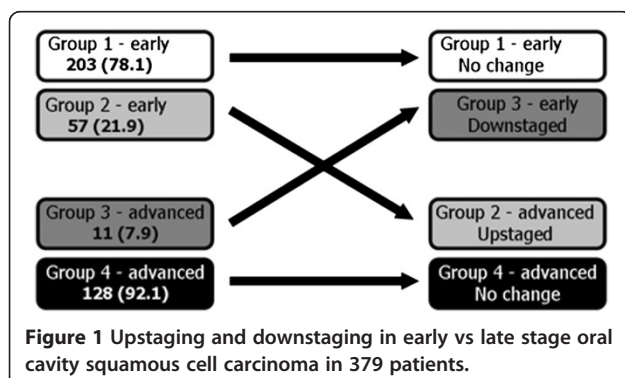 Group 1 - early
203 (78.1)
Group 1 - early
No change
Group 2 - early
57 (21.9)
Group 3 - early
Downstaged
Group 3 - advanced
11 (7.9)
Group 2 - advanced
Upstaged
Group 4 - advanced
128 (92.1)
Group 4 - advanced
No change
Figure 1 Upstaging and downstaging in early vs late stage oral
cavity squamous cell carcinoma in 379 patients.